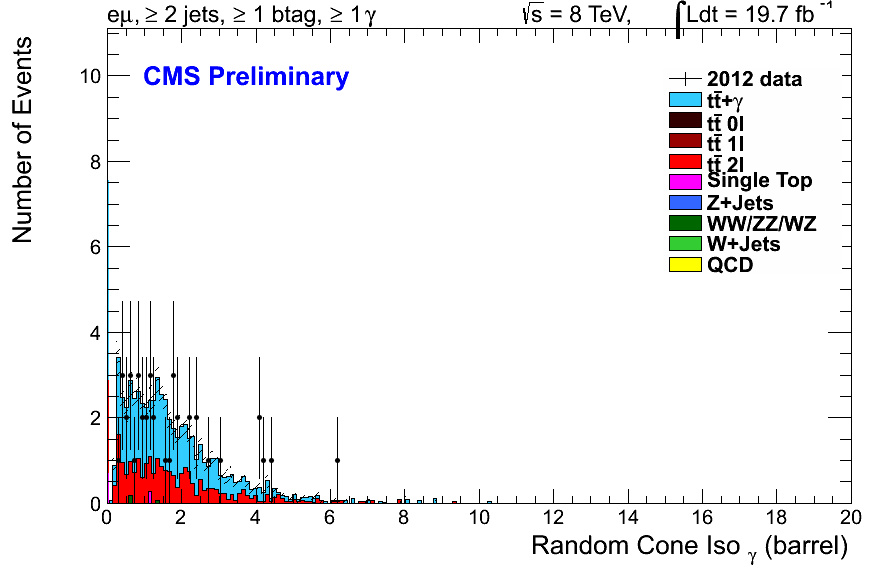 eμ, ≥ 2 jets, ≥ 1 btag, ≥ 1 γ √s = 8 TeV, ∫Ldt = 19.7 fb⁻¹
CMS Preliminary
Number of Events
10
8
6
4
2
0
2012 data
tt̄+γ
tt̄ 0l
tt̄ 1l
tt̄ 2l
Single Top
Z+Jets
WW/ZZ/WZ
W+Jets
QCD
0 2 4 6 8 10 12 14 16 18 20
Random Cone Iso γ (barrel)